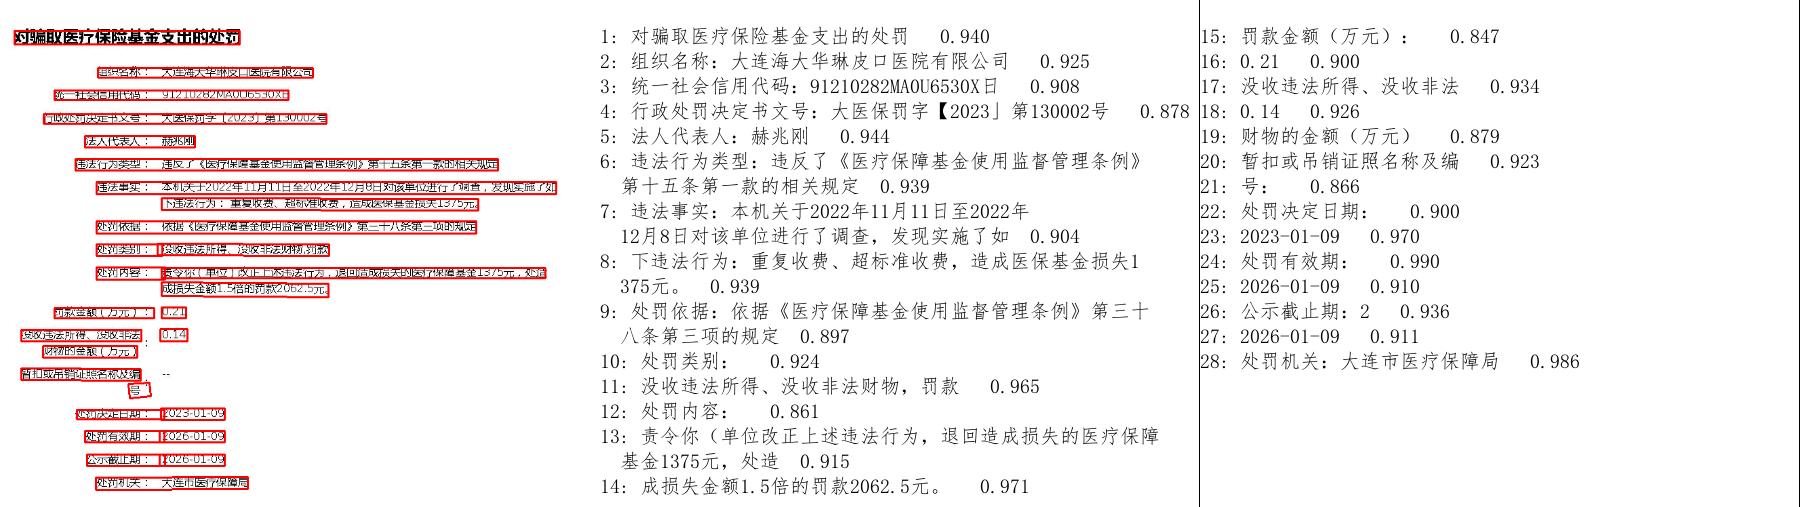 对骗取医疗保险基金支出的处罚
组织名称： 大连海大华琳皮口医院有限公司
统一社会信用代码： 91210282MA0U6530XE
行政处罚决定书文号： 大医保罚字〔2023〕第130002号
法人代表人： 赫兆刚
违法行为类型： 违反了《医疗保障基金使用监督管理条例》第十五条第一款的相关规定
违法事实： 本机关于2022年11月11日至2022年12月8日对该单位进行了调查，发现实施了如
下违法行为： 重复收费、超标准收费，造成医保基金损失1375元。
处罚依据： 依据《医疗保障基金使用监督管理条例》第三十八条第三项的规定
处罚类别： 没收违法所得、没收非法财物,罚款
处罚内容： 责令你（单位）改正上述违法行为，退回造成损失的医疗保障基金1375元，处造
成损失金额1.5倍的罚款2062.5元。
罚款金额（万元）： 0.21
没收违法所得、没收非法 0.14
财物的金额（万元） ：
暂扣或吊销证照名称及编 --
号 ：
处罚决定日期： 2023-01-09
处罚有效期： 2026-01-09
公示截止期： 2026-01-09
处罚机关： 大连市医疗保障局
1: 对骗取医疗保险基金支出的处罚 0.940
2: 组织名称：大连海大华琳皮口医院有限公司 0.925
3: 统一社会信用代码：91210282MA0U6530X日 0.908
4: 行政处罚决定书文号：大医保罚字【2023」第130002号 0.878
5: 法人代表人：赫兆刚 0.944
6: 违法行为类型：违反了《医疗保障基金使用监督管理条例》
第十五条第一款的相关规定 0.939
7: 违法事实：本机关于2022年11月11日至2022年
12月8日对该单位进行了调查，发现实施了如 0.904
8: 下违法行为：重复收费、超标准收费，造成医保基金损失1
375元。 0.939
9: 处罚依据：依据《医疗保障基金使用监督管理条例》第三十
八条第三项的规定 0.897
10: 处罚类别： 0.924
11: 没收违法所得、没收非法财物，罚款 0.965
12: 处罚内容： 0.861
13: 责令你（单位改正上述违法行为，退回造成损失的医疗保障
基金1375元，处造 0.915
14: 成损失金额1.5倍的罚款2062.5元。 0.971
15: 罚款金额（万元）： 0.847
16: 0.21 0.900
17: 没收违法所得、没收非法 0.934
18: 0.14 0.926
19: 财物的金额（万元） 0.879
20: 暂扣或吊销证照名称及编 0.923
21: 号： 0.866
22: 处罚决定日期： 0.900
23: 2023-01-09 0.970
24: 处罚有效期： 0.990
25: 2026-01-09 0.910
26: 公示截止期：2 0.936
27: 2026-01-09 0.911
28: 处罚机关：大连市医疗保障局 0.986